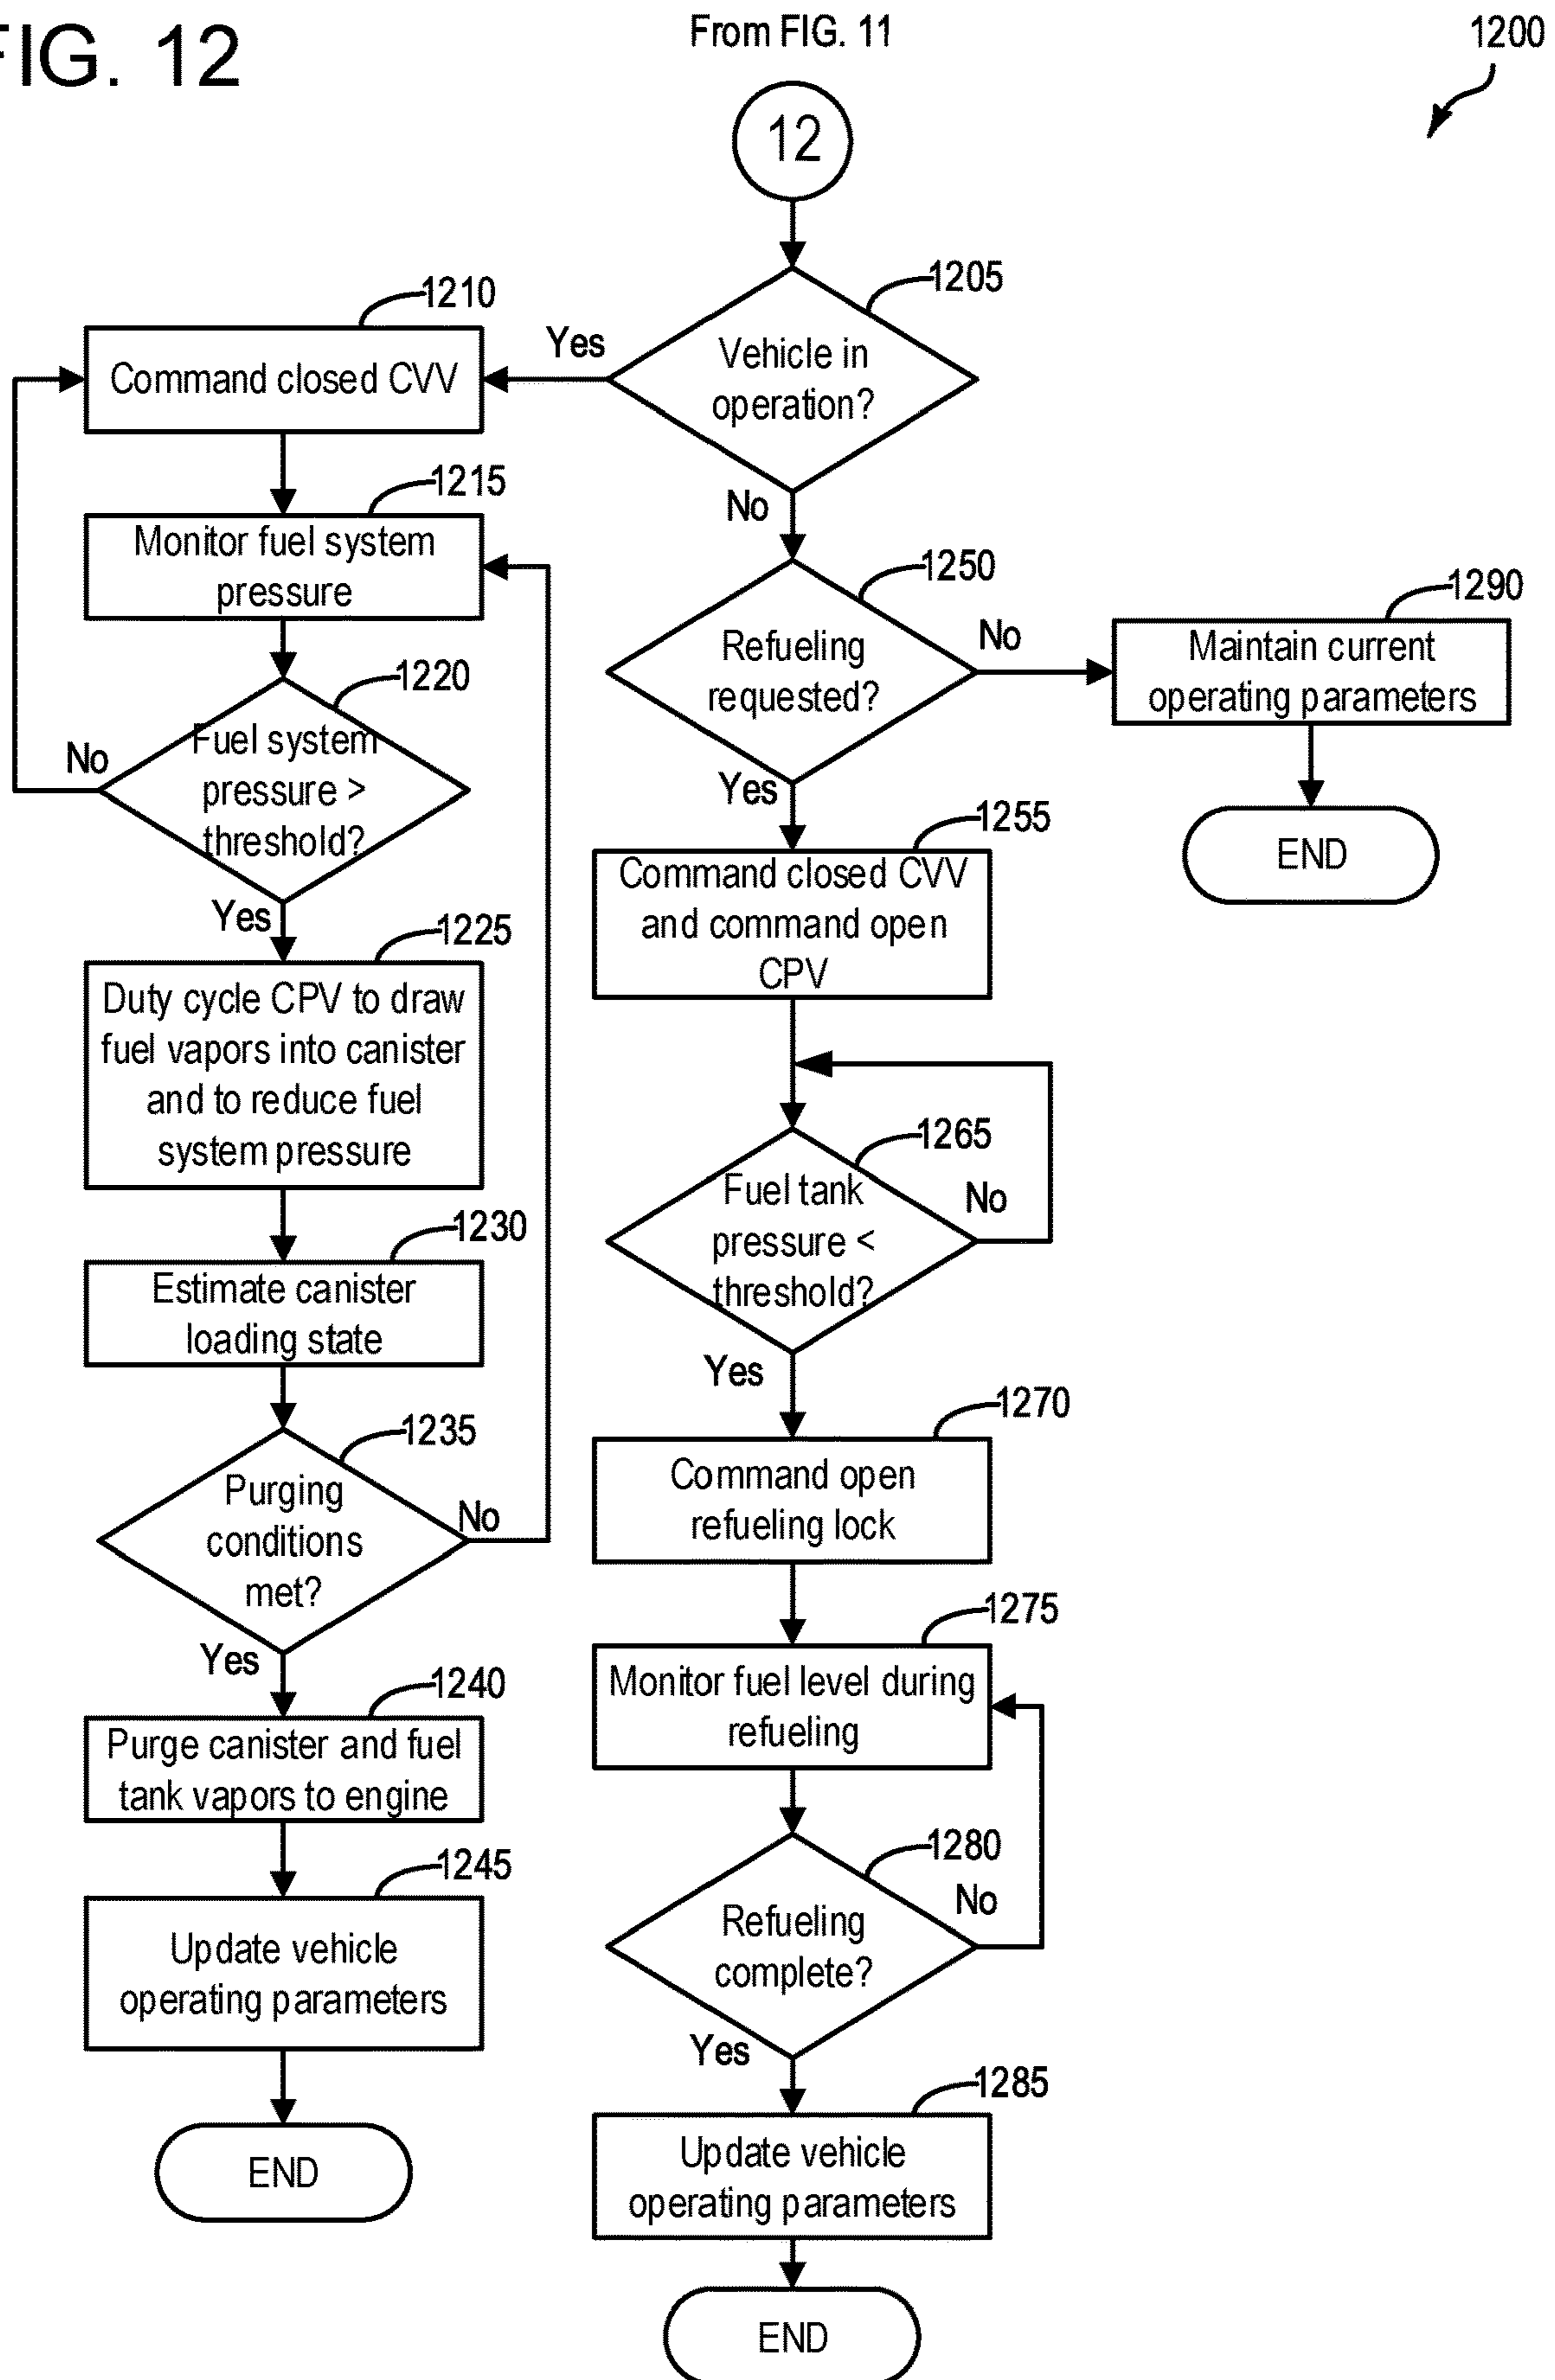 FIG. 12
From FIG. 11
1200
12
1205
Vehicle in
operation?
Yes
No
1210
Command closed CVV
1215
Monitor fuel system
pressure
1220
Fuel system
pressure >
threshold?
No
Yes
1225
Duty cycle CPV to draw
fuel vapors into canister
and to reduce fuel
system pressure
1230
Estimate canister
loading state
1235
Purging
conditions
met?
No
Yes
1240
Purge canister and fuel
tank vapors to engine
1245
Update vehicle
operating parameters
END
1250
Refueling
requested?
No
Yes
1290
Maintain current
operating parameters
END
1255
Command closed CVV
and command open
CPV
1265
Fuel tank
pressure <
threshold?
No
Yes
1270
Command open
refueling lock
1275
Monitor fuel level during
refueling
1280
Refueling
complete?
No
Yes
1285
Update vehicle
operating parameters
END